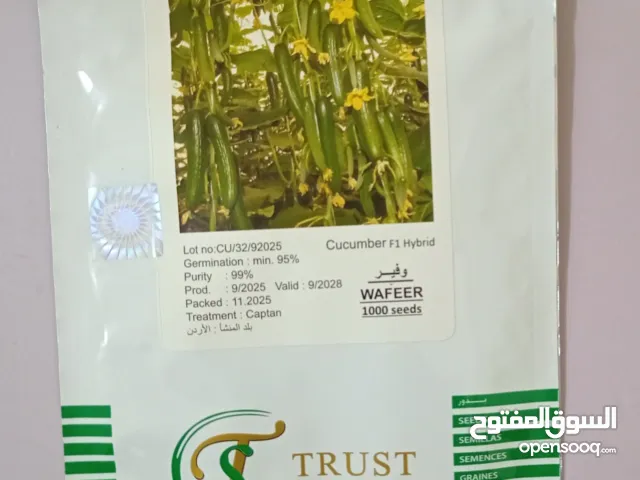 Lot no:CU/32/92025
Cucumber F1 Hybrid
Germination : min. 95%
Purity : 99%
Prod. : 9/2025 Valid : 9/2028
Packed : 11.2025
Treatment : Captan
بلد المنشأ : الأردن
وفير
WAFEER
1000 seeds
بذور
SEMILLAS
SEMENCES
GRAINES
TRUST
السوق المفتوح
opensooq.com